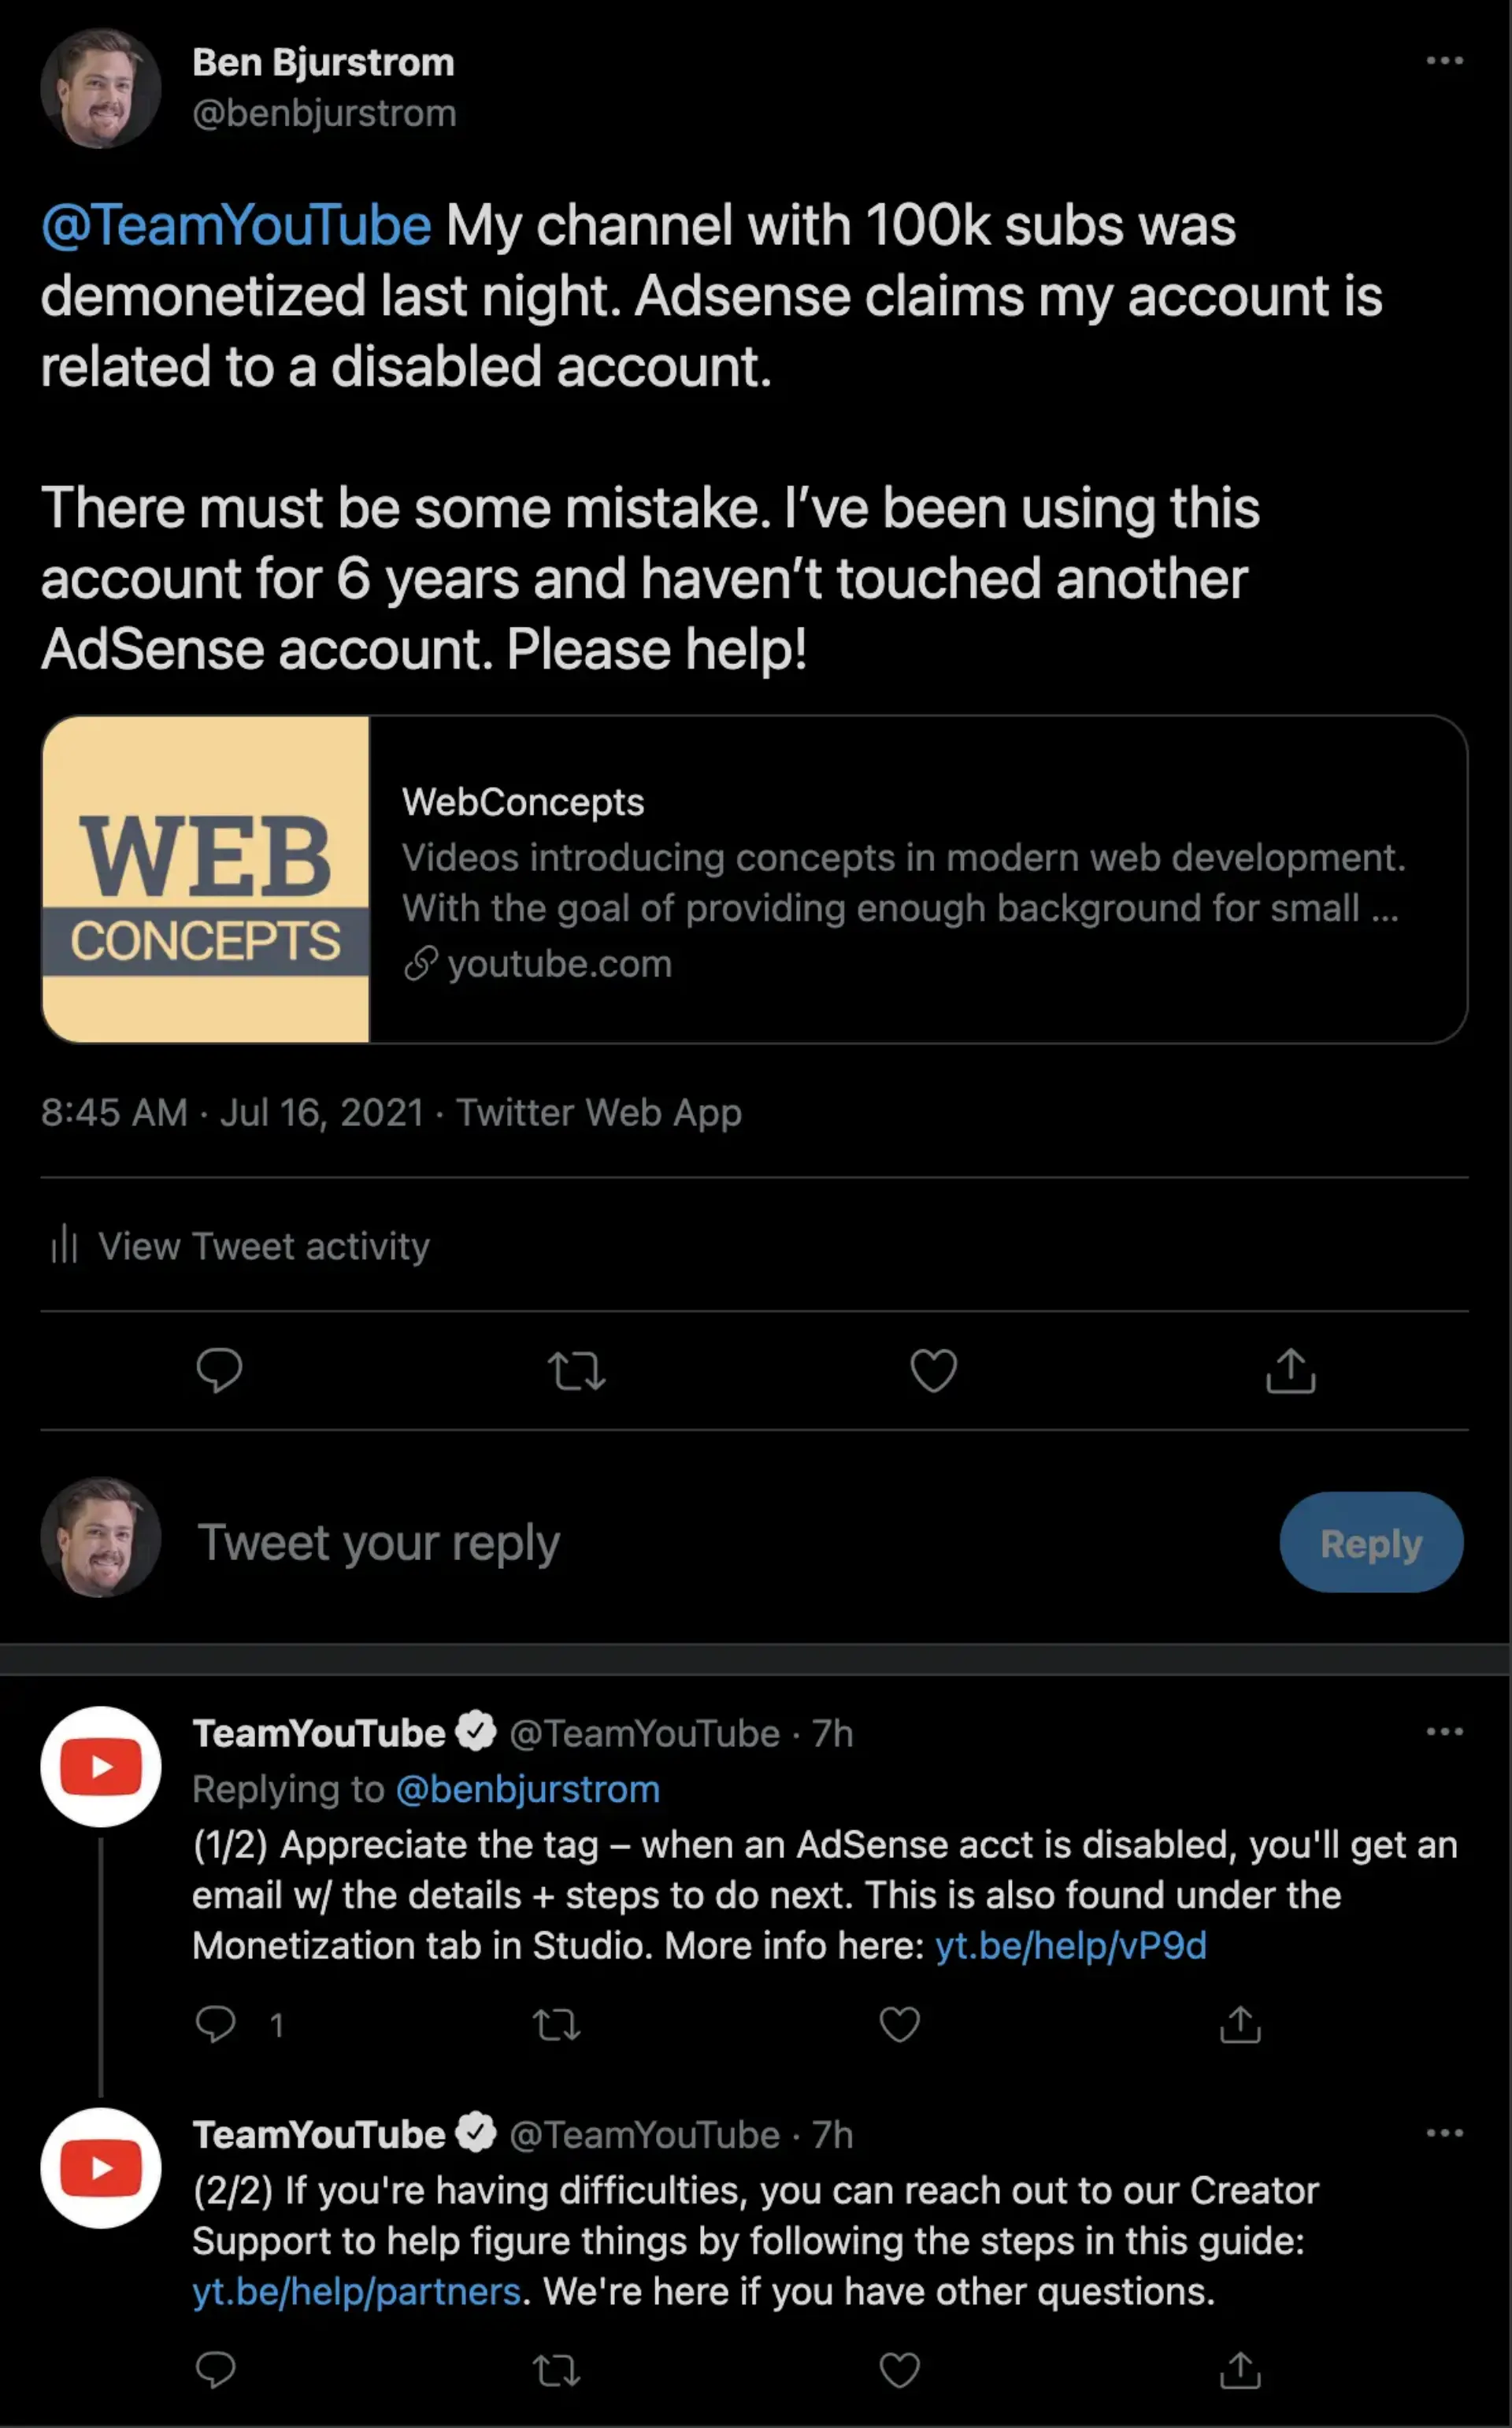 Ben Bjurstrom
@benbjurstrom
@TeamYouTube My channel with 100k subs was
demonetized last night. Adsense claims my account is
related to a disabled account.
There must be some mistake. I’ve been using this
account for 6 years and haven’t touched another
AdSense account. Please help!
WEB
CONCEPTS
WebConcepts
Videos introducing concepts in modern web development.
With the goal of providing enough background for small ...
youtube.com
8:45 AM · Jul 16, 2021 · Twitter Web App
View Tweet activity
Tweet your reply
Reply
TeamYouTube @TeamYouTube · 7h
Replying to @benbjurstrom
(1/2) Appreciate the tag – when an AdSense acct is disabled, you'll get an
email w/ the details + steps to do next. This is also found under the
Monetization tab in Studio. More info here: yt.be/help/vP9d
1
TeamYouTube @TeamYouTube · 7h
(2/2) If you're having difficulties, you can reach out to our Creator
Support to help figure things by following the steps in this guide:
yt.be/help/partners. We're here if you have other questions.